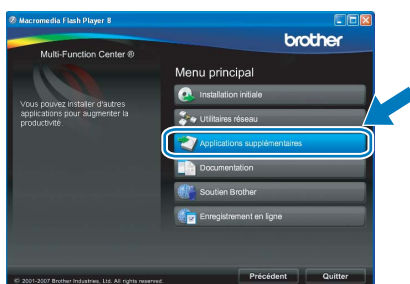 Macromedia Flash Player 8
brother
Multi-Function Center ®
Menu principal
Vous pouvez installer d'autres
applications pour augmenter la
productivité.
Installation initiale
Utilitaires réseau
Applications supplémentaires
Documentation
Soutien Brother
Enregistrement en ligne
© 2001-2007 Brother Industries, Ltd. All rights reserved.
Précédent
Quitter